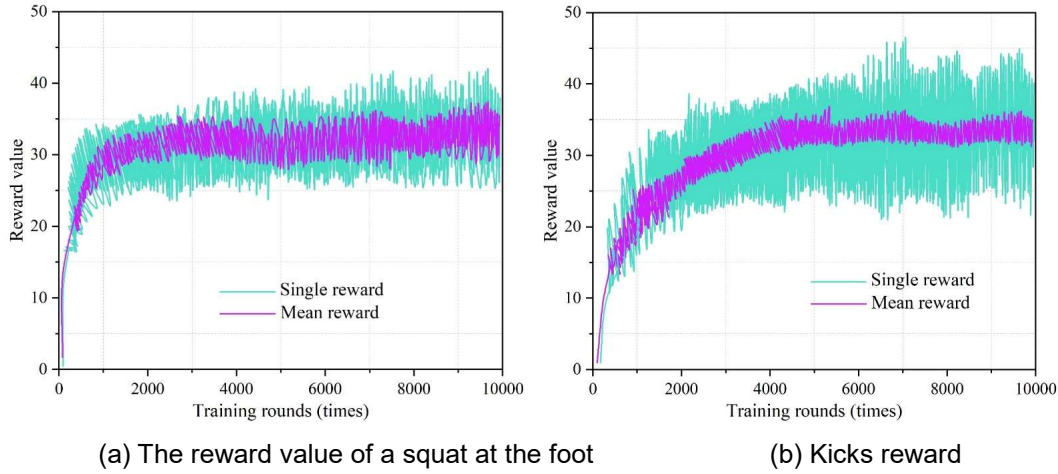 50
40
30
20
10
0
Reward value
Single reward
Mean reward
0 2000 4000 6000 8000 10000
Training rounds (times)
(a) The reward value of a squat at the foot
50
40
30
20
10
0
Reward value
Single reward
Mean reward
0 2000 4000 6000 8000 10000
Training rounds (times)
(b) Kicks reward